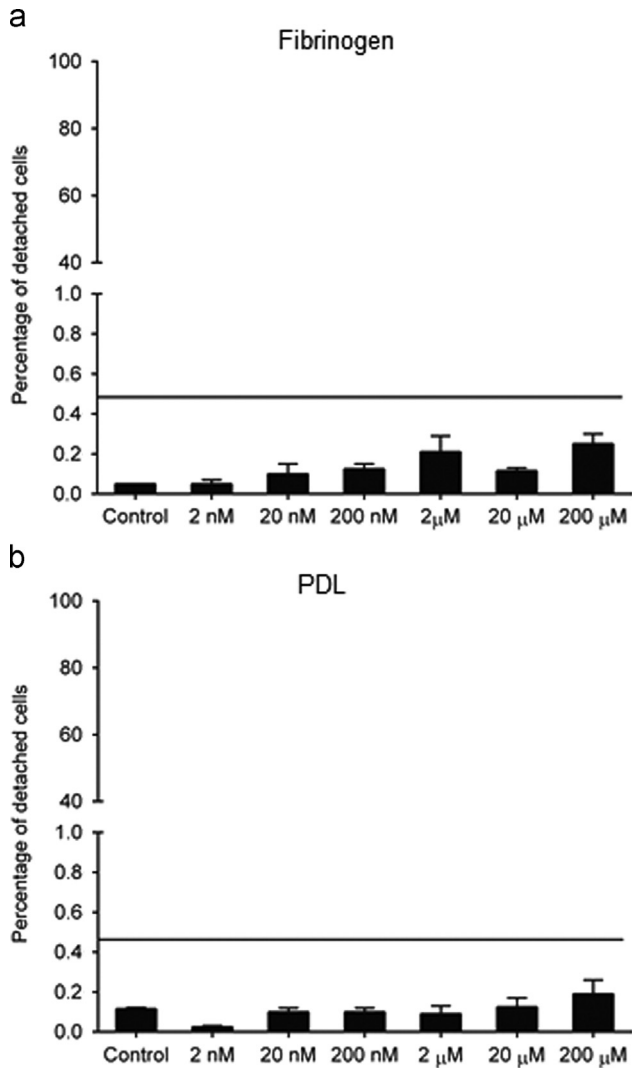 a
Fibrinogen
Percentage of detached cells
100
80
60
40
1.0
0.8
0.6
0.4
0.2
0.0
Control 2 nM 20 nM 200 nM 2μM 20 μM 200 μM
b
PDL
Percentage of detached cells
100
80
60
40
1.0
0.8
0.6
0.4
0.2
0.0
Control 2 nM 20 nM 200 nM 2 μM 20 μM 200 μM